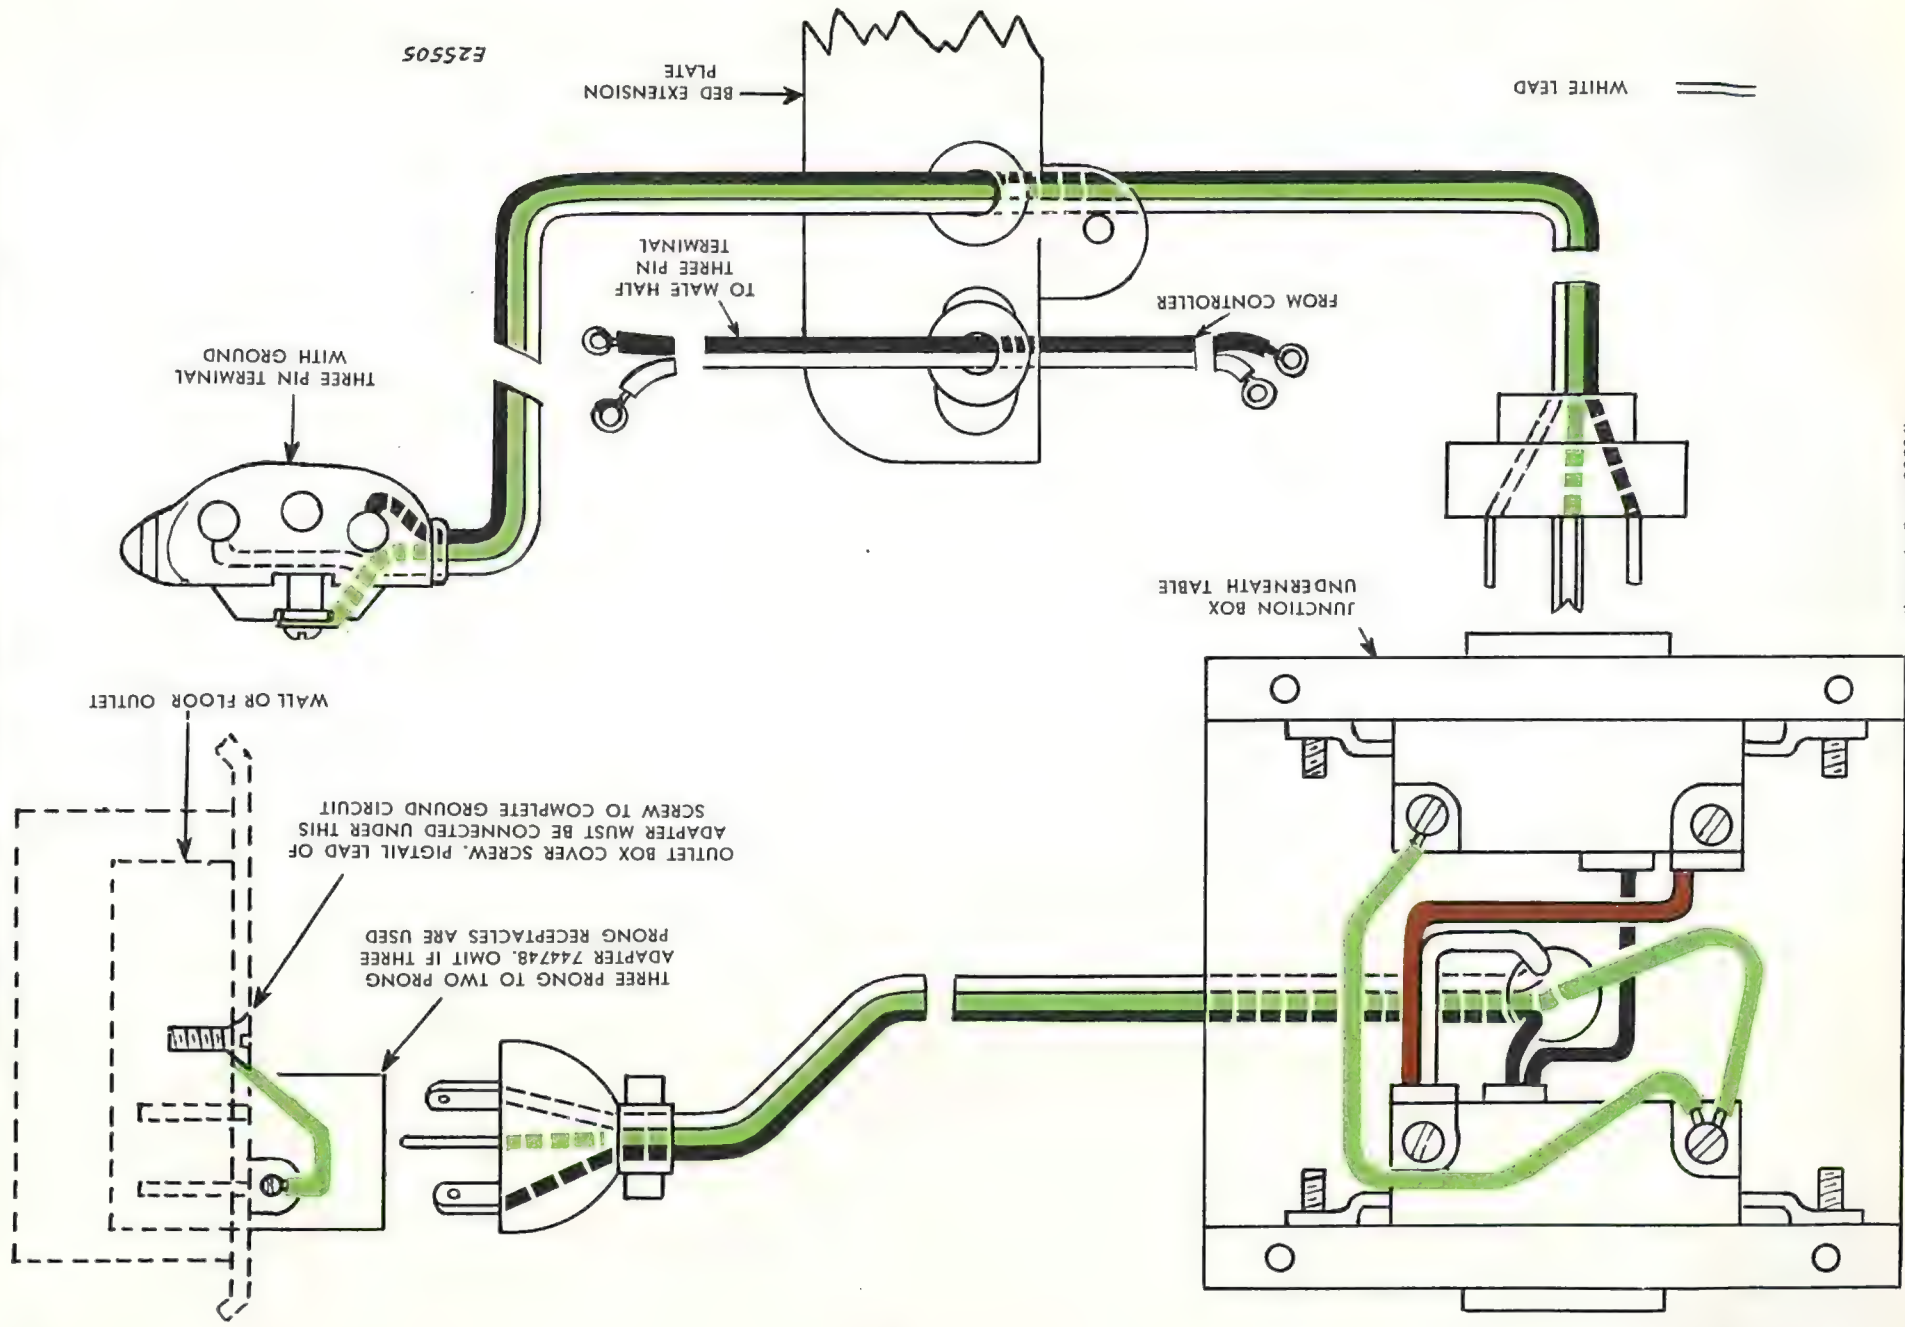 THREE PRONG TO TWO PRONG
ADAPTER 744748. OMIT IF THREE
PRONG RECEPTACLES ARE USED
OUTLET BOX COVER SCREW. PIGTAIL LEAD OF
ADAPTER MUST BE CONNECTED UNDER THIS
SCREW TO COMPLETE GROUND CIRCUIT
WALL OR FLOOR OUTLET
JUNCTION BOX
UNDERNEATH TABLE
THREE PIN TERMINAL
WITH GROUND
FROM CONTROLLER
TO MALE HALF
THREE PIN
TERMINAL
WHITE LEAD
BED EXTENSION
PLATE
E25505